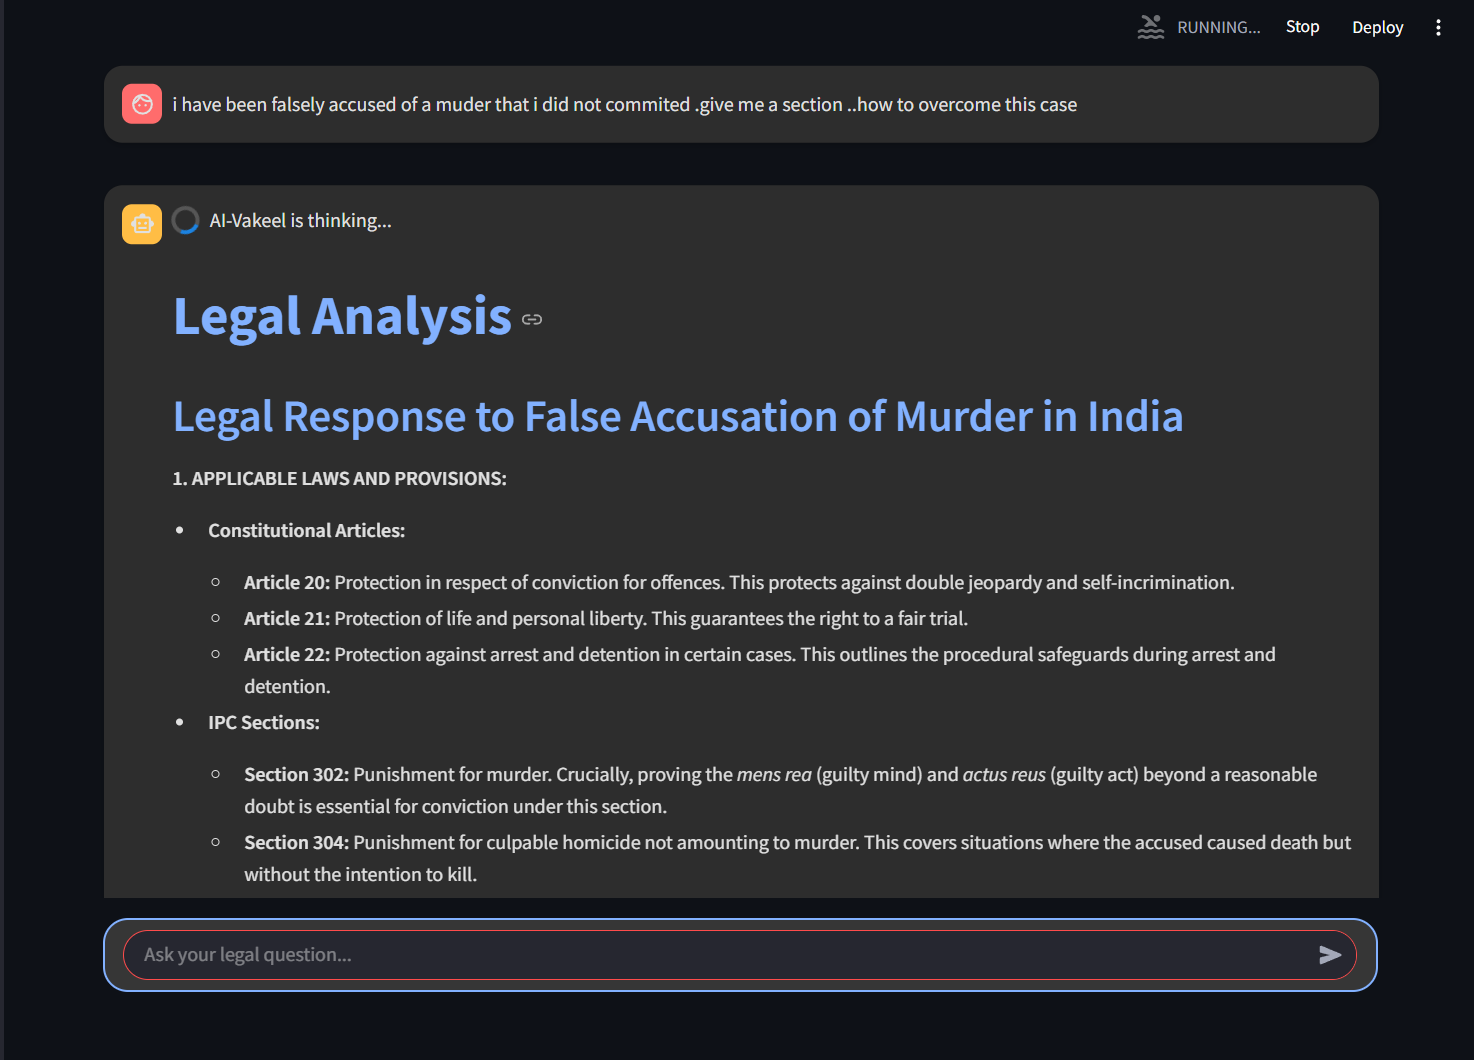 RUNNING... Stop Deploy
i have been falsely accused of a muder that i did not commited .give me a section ..how to overcome this case
AI-Vakeel is thinking...
Legal Analysis
Legal Response to False Accusation of Murder in India
1. APPLICABLE LAWS AND PROVISIONS:
• Constitutional Articles:
○ Article 20: Protection in respect of conviction for offences. This protects against double jeopardy and self-incrimination.
○ Article 21: Protection of life and personal liberty. This guarantees the right to a fair trial.
○ Article 22: Protection against arrest and detention in certain cases. This outlines the procedural safeguards during arrest and
detention.
• IPC Sections:
○ Section 302: Punishment for murder. Crucially, proving the mens rea (guilty mind) and actus reus (guilty act) beyond a reasonable
doubt is essential for conviction under this section.
○ Section 304: Punishment for culpable homicide not amounting to murder. This covers situations where the accused caused death but
without the intention to kill.
Ask your legal question...